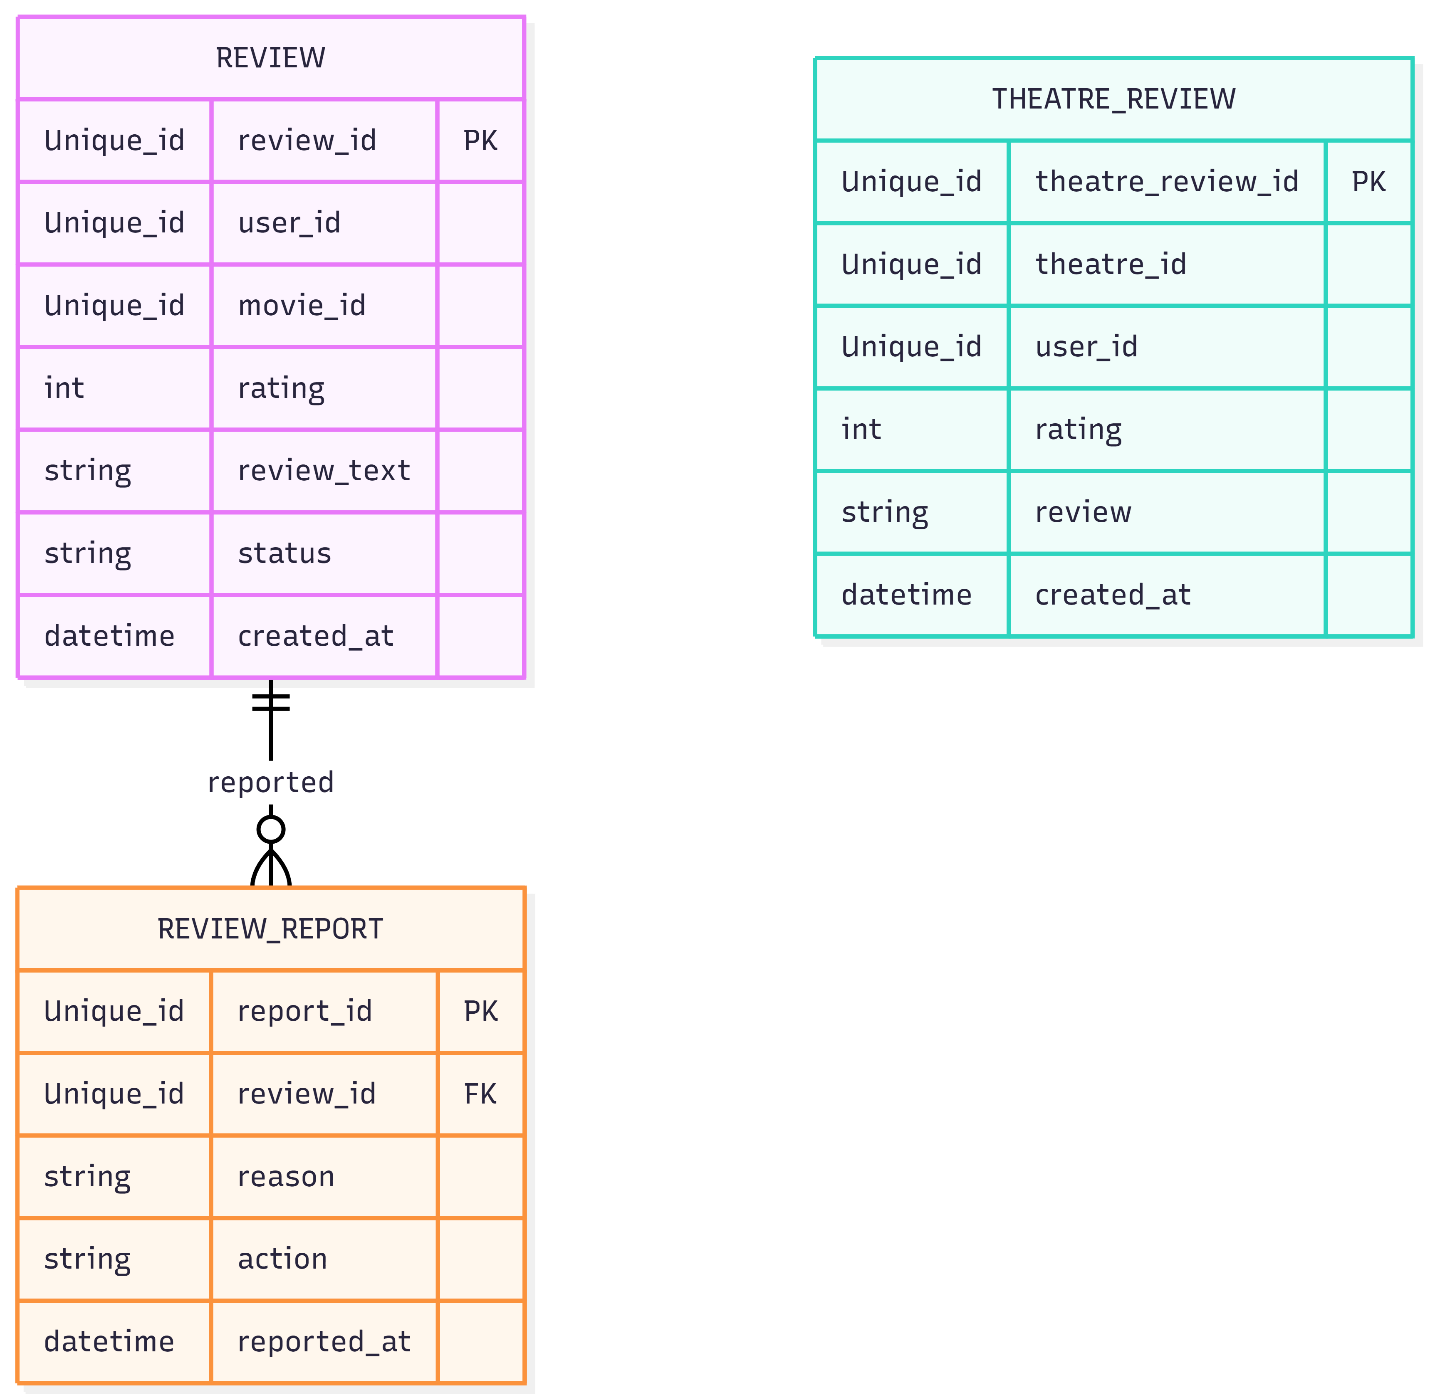 REVIEW
Unique_id review_id PK
Unique_id user_id
Unique_id movie_id
int rating
string review_text
string status
datetime created_at
reported
REVIEW_REPORT
Unique_id report_id PK
Unique_id review_id FK
string reason
string action
datetime reported_at
THEATRE_REVIEW
Unique_id theatre_review_id PK
Unique_id theatre_id
Unique_id user_id
int rating
string review
datetime created_at